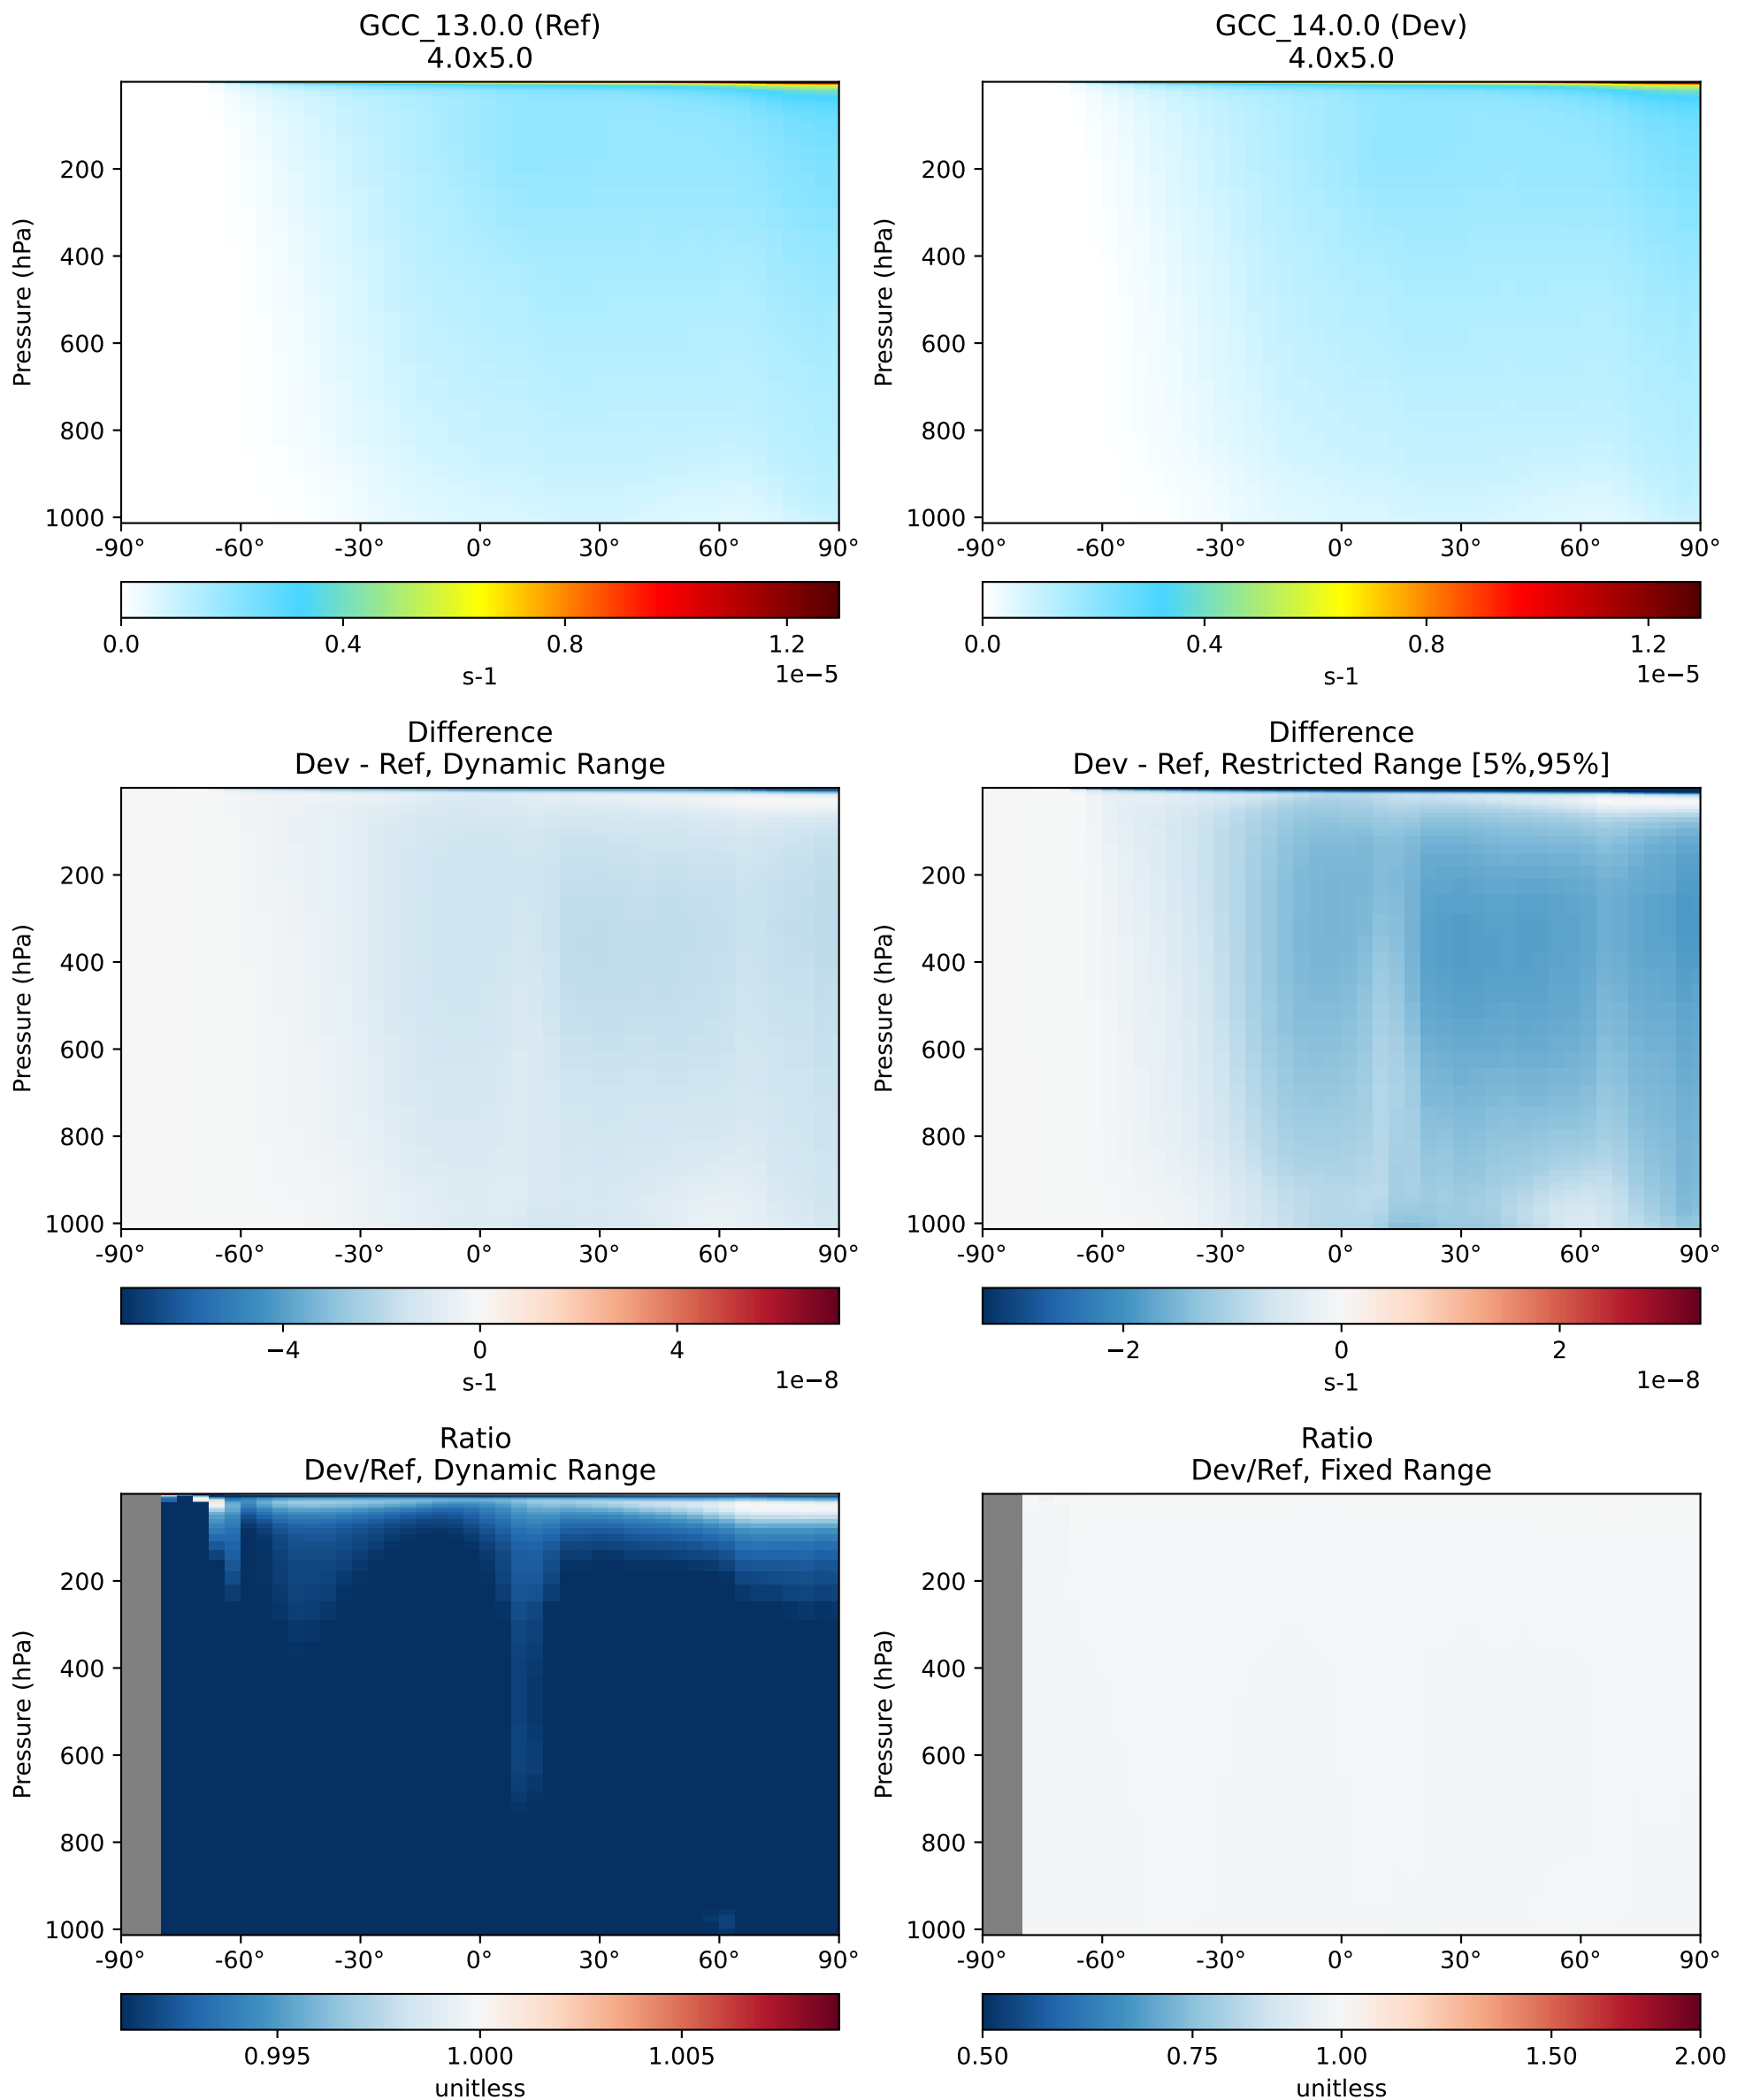 GCC_13.0.0 (Ref)
4.0x5.0
GCC_14.0.0 (Dev)
4.0x5.0
Pressure (hPa)
200
400
600
800
1000
-90° -60° -30° 0° 30° 60° 90°
0.0 0.4 0.8 1.2
1e−5
s-1
Pressure (hPa)
200
400
600
800
1000
-90° -60° -30° 0° 30° 60° 90°
0.0 0.4 0.8 1.2
1e−5
s-1
Difference
Dev - Ref, Dynamic Range
Pressure (hPa)
200
400
600
800
1000
-90° -60° -30° 0° 30° 60° 90°
−4 0 4
1e−8
s-1
Difference
Dev - Ref, Restricted Range [5%,95%]
Pressure (hPa)
200
400
600
800
1000
-90° -60° -30° 0° 30° 60° 90°
−2 0 2
1e−8
s-1
Ratio
Dev/Ref, Dynamic Range
Pressure (hPa)
200
400
600
800
1000
-90° -60° -30° 0° 30° 60° 90°
0.995 1.000 1.005
unitless
Ratio
Dev/Ref, Fixed Range
Pressure (hPa)
200
400
600
800
1000
-90° -60° -30° 0° 30° 60° 90°
0.50 0.75 1.00 1.50 2.00
unitless